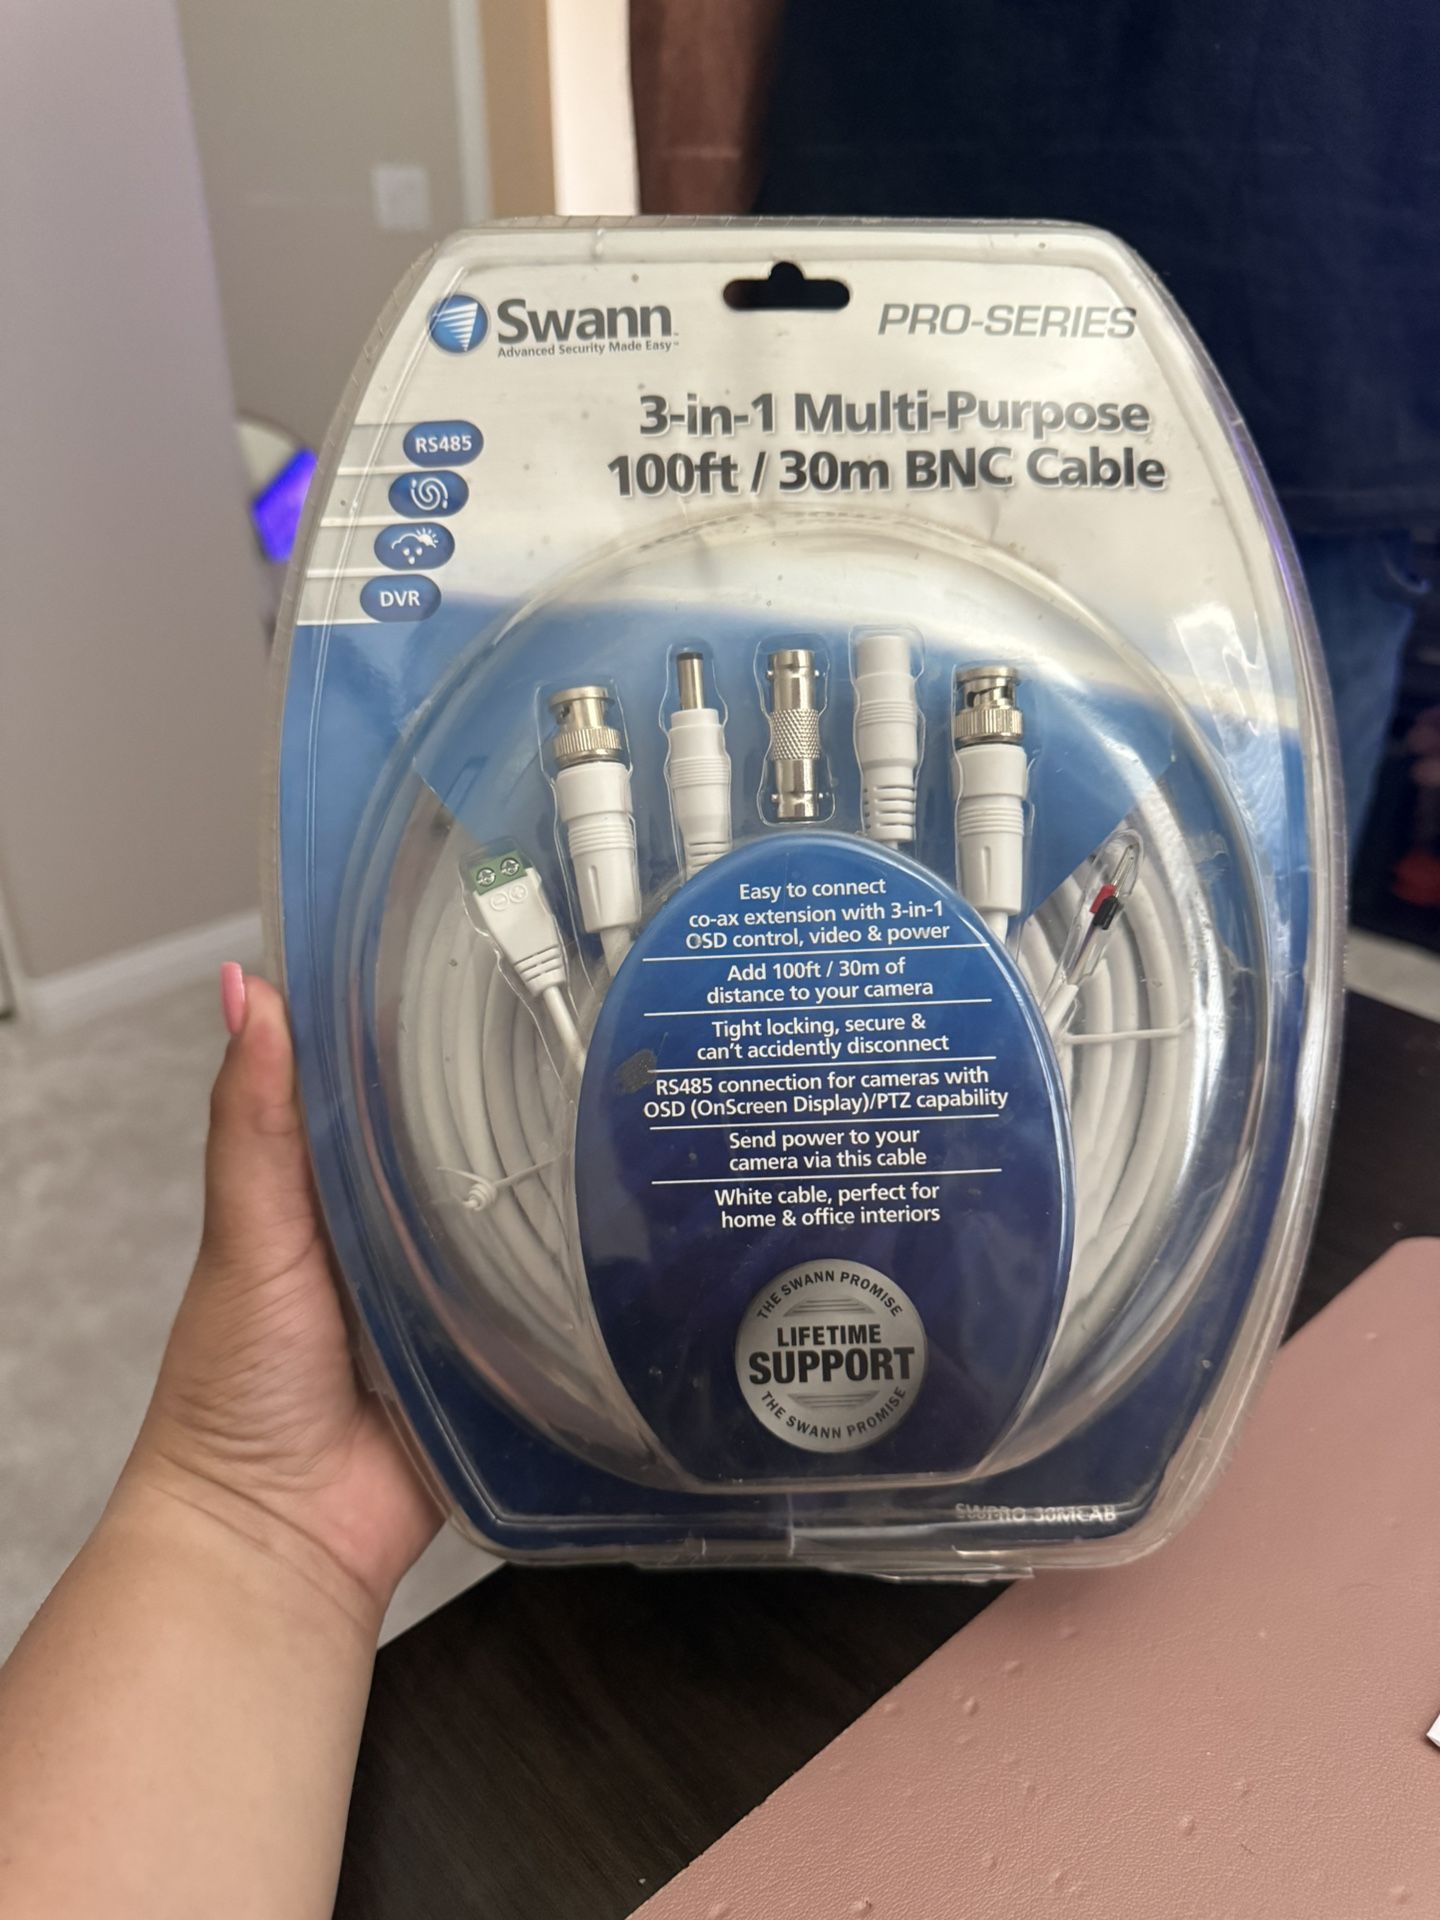 Swann™
Advanced Security Made Easy™
PRO-SERIES
3-in-1 Multi-Purpose
100ft / 30m BNC Cable
RS485
DVR
Easy to connect
co-ax extension with 3-in-1
OSD control, video & power
Add 100ft / 30m of
distance to your camera
Tight locking, secure &
can't accidently disconnect
RS485 connection for cameras with
OSD (OnScreen Display)/PTZ capability
Send power to your
camera via this cable
White cable, perfect for
home & office interiors
THE SWANN PROMISE
LIFETIME
SUPPORT
THE SWANN PROMISE
SWPRO-30MCAB